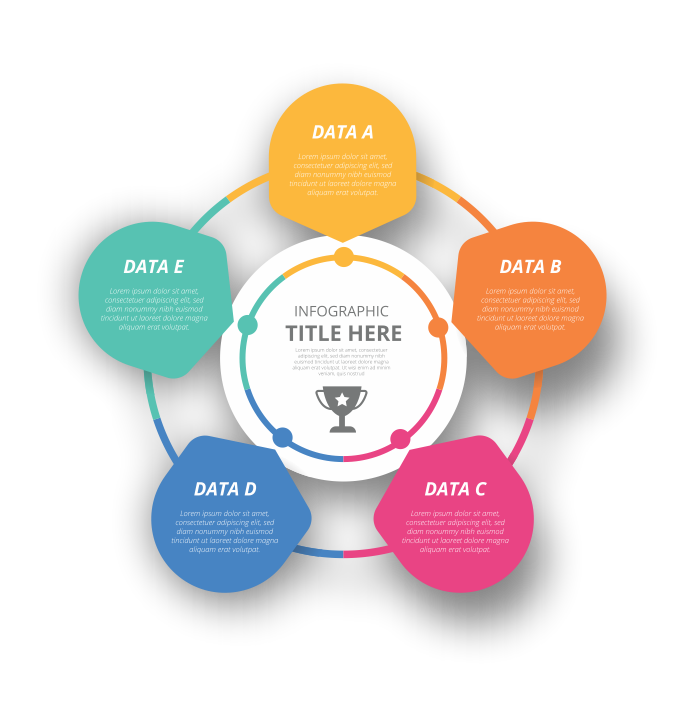 DATA A
Lorem ipsum dolor sit amet,
consectetuer adipiscing elit, sed
diam nonummy, nibh euismod
tincidunt ut laoreet dolore magna
aliquam erat volutpat.
DATA E
Lorem ipsum dolor sit amet,
consectetuer adipiscing elit, sed
diam nonummy nibh euismod
tincidunt ut laoreet dolore magna
aliquam erat volutpat.
DATA B
Lorem ipsum dolor sit amet,
consectetuer adipiscing elit, sed
diam nonummy nibh euismod
tincidunt ut laoreet dolore magna
aliquam erat volutpat.
INFOGRAPHIC
TITLE HERE
Lorem ipsum dolor sit amet, consectetuer
adipiscing elit, sed diam nonummy nibh
euismod tincidunt ut laoreet dolore magna
aliquam erat volutpat. Ut wisi enim ad minim
veniam, quis nostrud
DATA D
Lorem ipsum dolor sit amet,
consectetuer adipiscing elit, sed
diam nonummy nibh euismod
tincidunt ut laoreet dolore magna
aliquam erat volutpat.
DATA C
Lorem ipsum dolor sit amet,
consectetuer adipiscing elit, sed
diam nonummy nibh euismod
tincidunt ut laoreet dolore magna
aliquam erat volutpat.